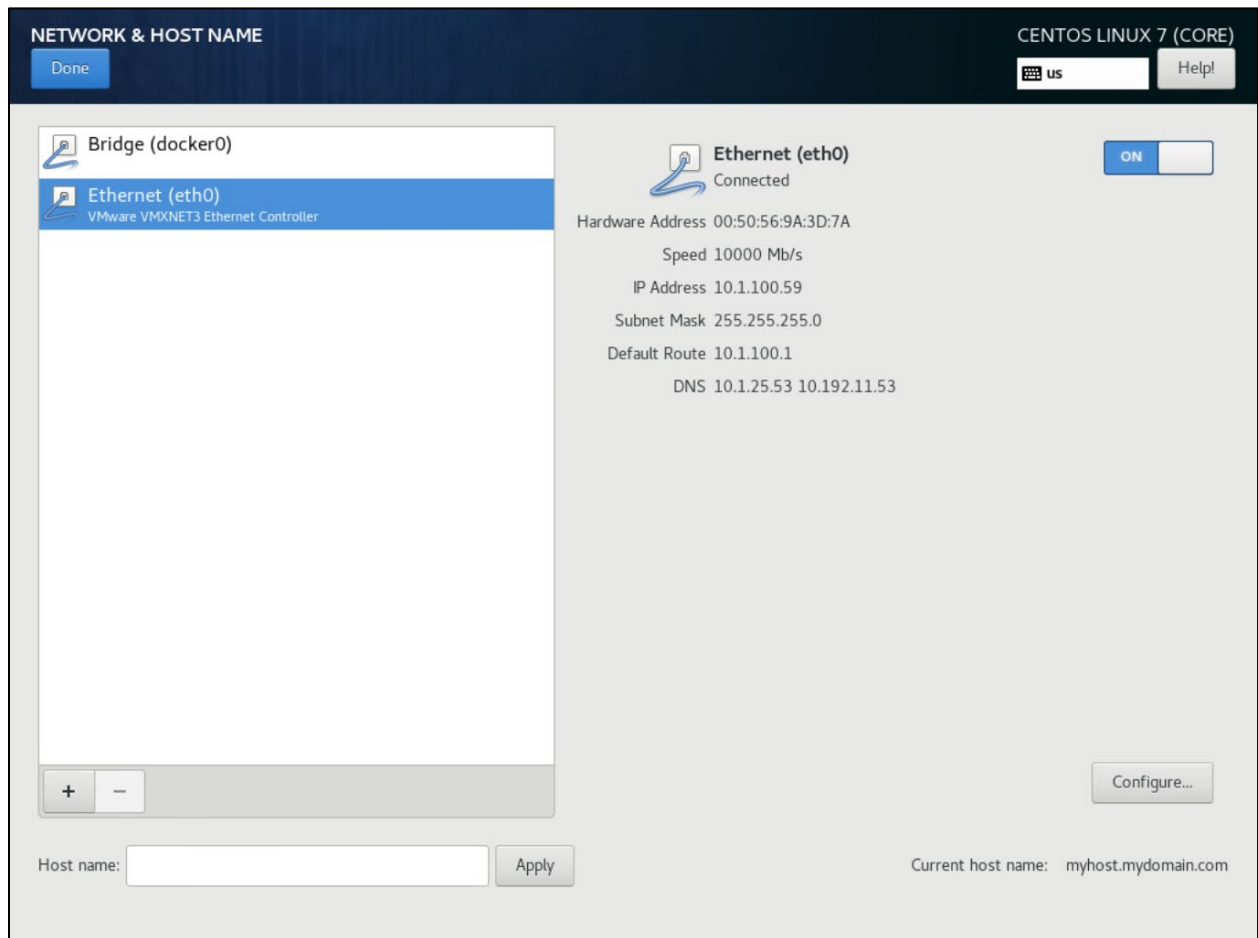 NETWORK & HOST NAME
CENTOS LINUX 7 (CORE)
Done
us
Help!
Bridge (docker0)
Ethernet (eth0)
VMware VMXNET3 Ethernet Controller
Ethernet (eth0)
Connected
ON
Hardware Address 00:50:56:9A:3D:7A
Speed 10000 Mb/s
IP Address 10.1.100.59
Subnet Mask 255.255.255.0
Default Route 10.1.100.1
DNS 10.1.25.53 10.192.11.53
+ −
Configure...
Host name:
Apply
Current host name: myhost.mydomain.com